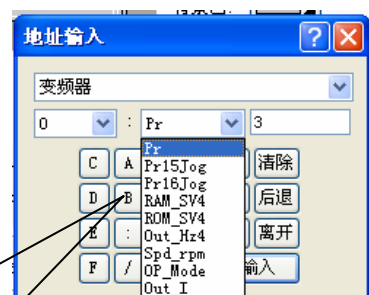 地址输入
变频器
0 : Pr 3
Pr
C A Pr15Jog 清除
Pr16Jog
D B RAM_SV4 后退
ROM_SV4
E : Out_Hz4 离开
Spd_rpm
F / OP_Mode 输入
Out I